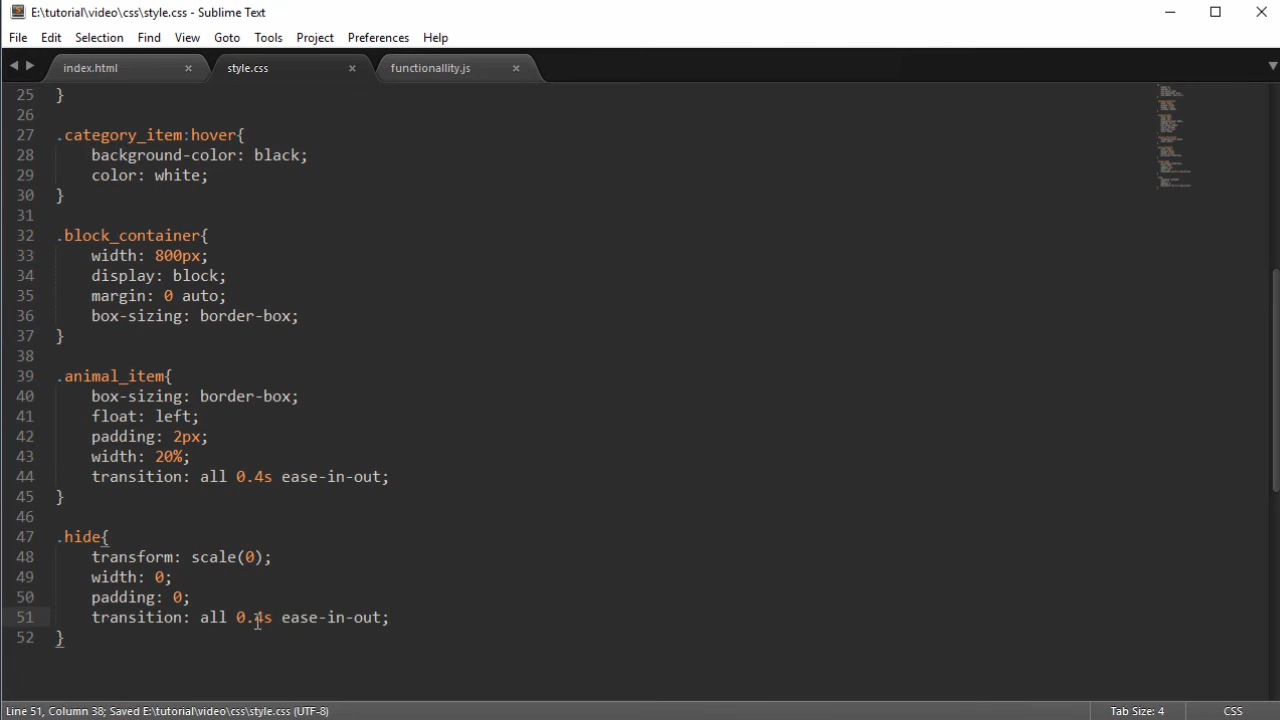 E:\tutorial\video\css\style.css - Sublime Text
File Edit Selection Find View Goto Tools Project Preferences Help
index.html × style.css × functionallity.js ×
25 }
26
27 .category_item:hover{
28 background-color: black;
29 color: white;
30 }
31
32 .block_container{
33 width: 800px;
34 display: block;
35 margin: 0 auto;
36 box-sizing: border-box;
37 }
38
39 .animal_item{
40 box-sizing: border-box;
41 float: left;
42 padding: 2px;
43 width: 20%;
44 transition: all 0.4s ease-in-out;
45 }
46
47 .hide{
48 transform: scale(0);
49 width: 0;
50 padding: 0;
51 transition: all 0.4s ease-in-out;
52 }
Line 51, Column 38; Saved E:\tutorial\video\css\style.css (UTF-8) Tab Size: 4 CSS